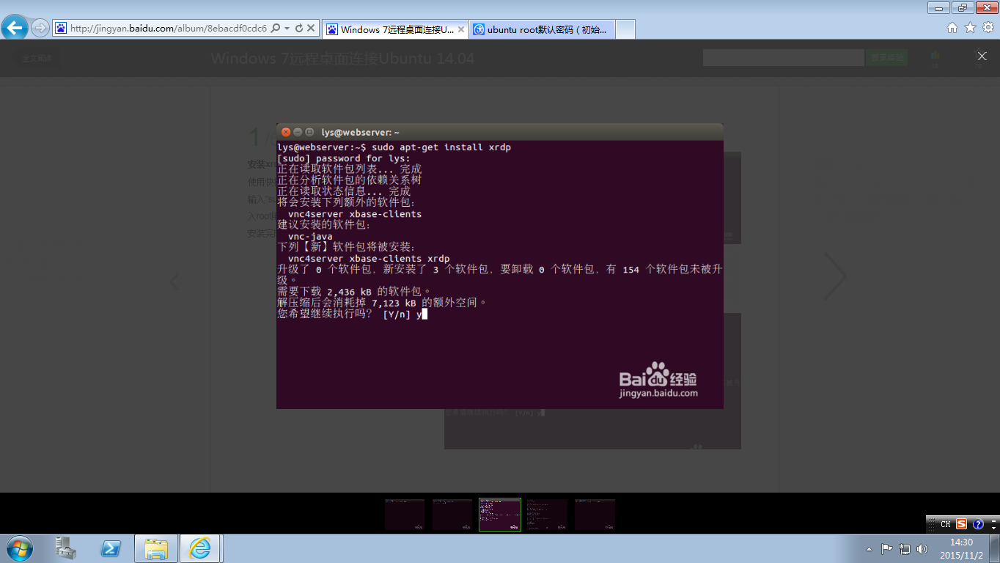 http://jingyan.baidu.com/album/8ebacdf0cdc6
Windows 7远程桌面连接U...
ubuntu root默认密码（初始...
全文阅读
Windows 7远程桌面连接Ubuntu 14.04
1
安装xr
使用快
输入"su
入root用
安装完
lys@webserver: ~
lys@webserver:~$ sudo apt-get install xrdp
[sudo] password for lys:
正在读取软件包列表... 完成
正在分析软件包的依赖关系树
正在读取状态信息... 完成
将会安装下列额外的软件包：
vnc4server xbase-clients
建议安装的软件包：
vnc-java
下列【新】软件包将被安装：
vnc4server xbase-clients xrdp
升级了 0 个软件包，新安装了 3 个软件包，要卸载 0 个软件包，有 154 个软件包未被升
级。
需要下载 2,436 kB 的软件包。
解压缩后会消耗掉 7,123 kB 的额外空间。
您希望继续执行吗？ [Y/n] y
Bai du 经验
jingyan.baidu.com
您希望继续执行吗？ [Y/n] y
CH
14:30
2015/11/2